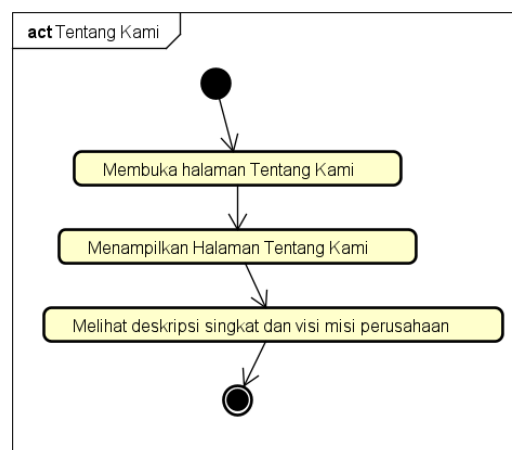 act Tentang Kami
Membuka halaman Tentang Kami
Menampilkan Halaman Tentang Kami
Melihat deskripsi singkat dan visi misi perusahaan